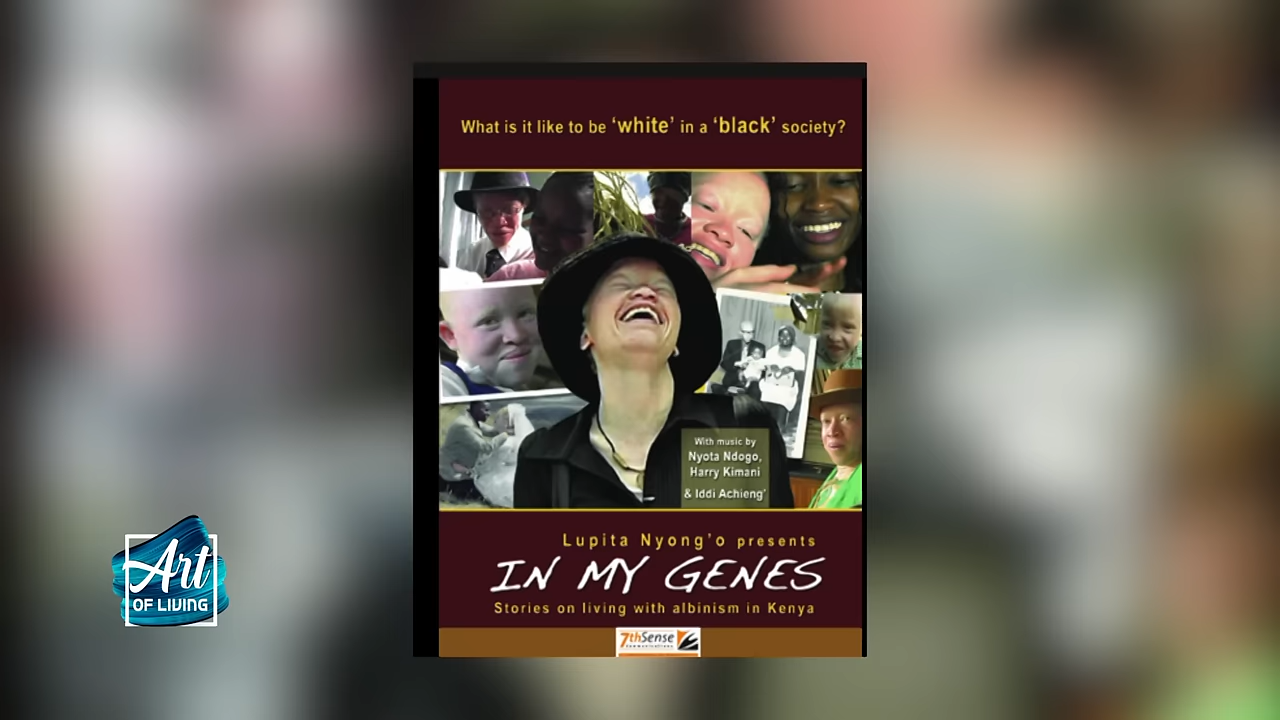 What is it like to be 'white' in a 'black' society?
With music by
Nyota Ndogo,
Harry Kimani
& Iddi Achieng'
Lupita Nyong'o presents
IN MY GENES
Stories on living with albinism in Kenya
7thSense
Communications
Art
OF LIVING